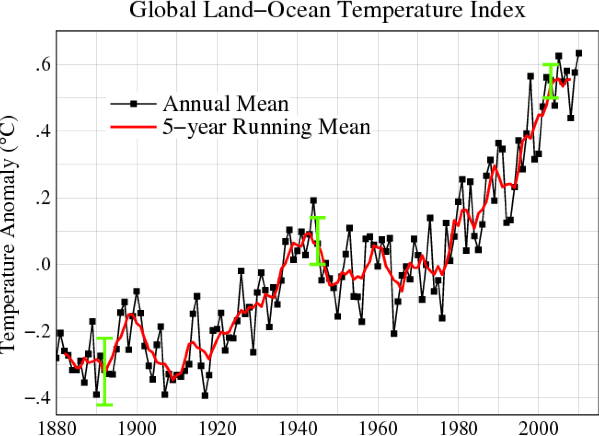 Global Land−Ocean Temperature Index
Temperature Anomaly (°C)
.6
.4
.2
.0
−.2
−.4
Annual Mean
5−year Running Mean
1880 1900 1920 1940 1960 1980 2000